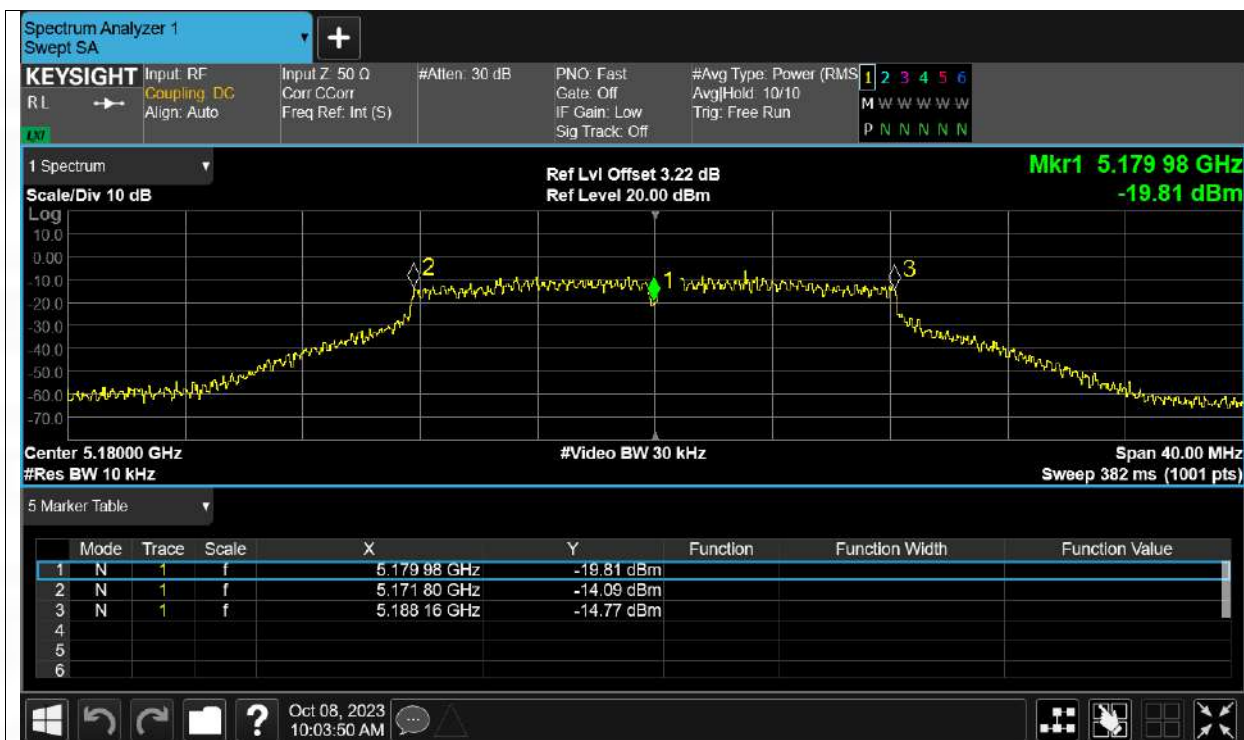 Spectrum Analyzer 1
Swept SA
+
KEYSIGHT Input: RF Input Z: 50 Ω #Atten: 30 dB PNO: Fast #Avg Type: Power (RMS 1 2 3 4 5 6
RL Coupling: DC Corr CCorr Gate: Off Avg|Hold: 10/10 M W W W W W
Align: Auto Freq Ref: Int (S) IF Gain: Low Trig: Free Run
LXI Sig Track: Off P N N N N N
1 Spectrum
Ref Lvl Offset 3.22 dB Mkr1 5.179 98 GHz
Scale/Div 10 dB Ref Level 20.00 dBm -19.81 dBm
Log
10.0
0.00
2 3
-10.0 1
-20.0
-30.0
-40.0
-50.0
-60.0
-70.0
Center 5.18000 GHz #Video BW 30 kHz Span 40.00 MHz
#Res BW 10 kHz Sweep 382 ms (1001 pts)
5 Marker Table
Mode Trace Scale X Y Function Function Width Function Value
1 N 1 f 5.179 98 GHz -19.81 dBm
2 N 1 f 5.171 80 GHz -14.09 dBm
3 N 1 f 5.188 16 GHz -14.77 dBm
4
5
6
? Oct 08, 2023
10:03:50 AM